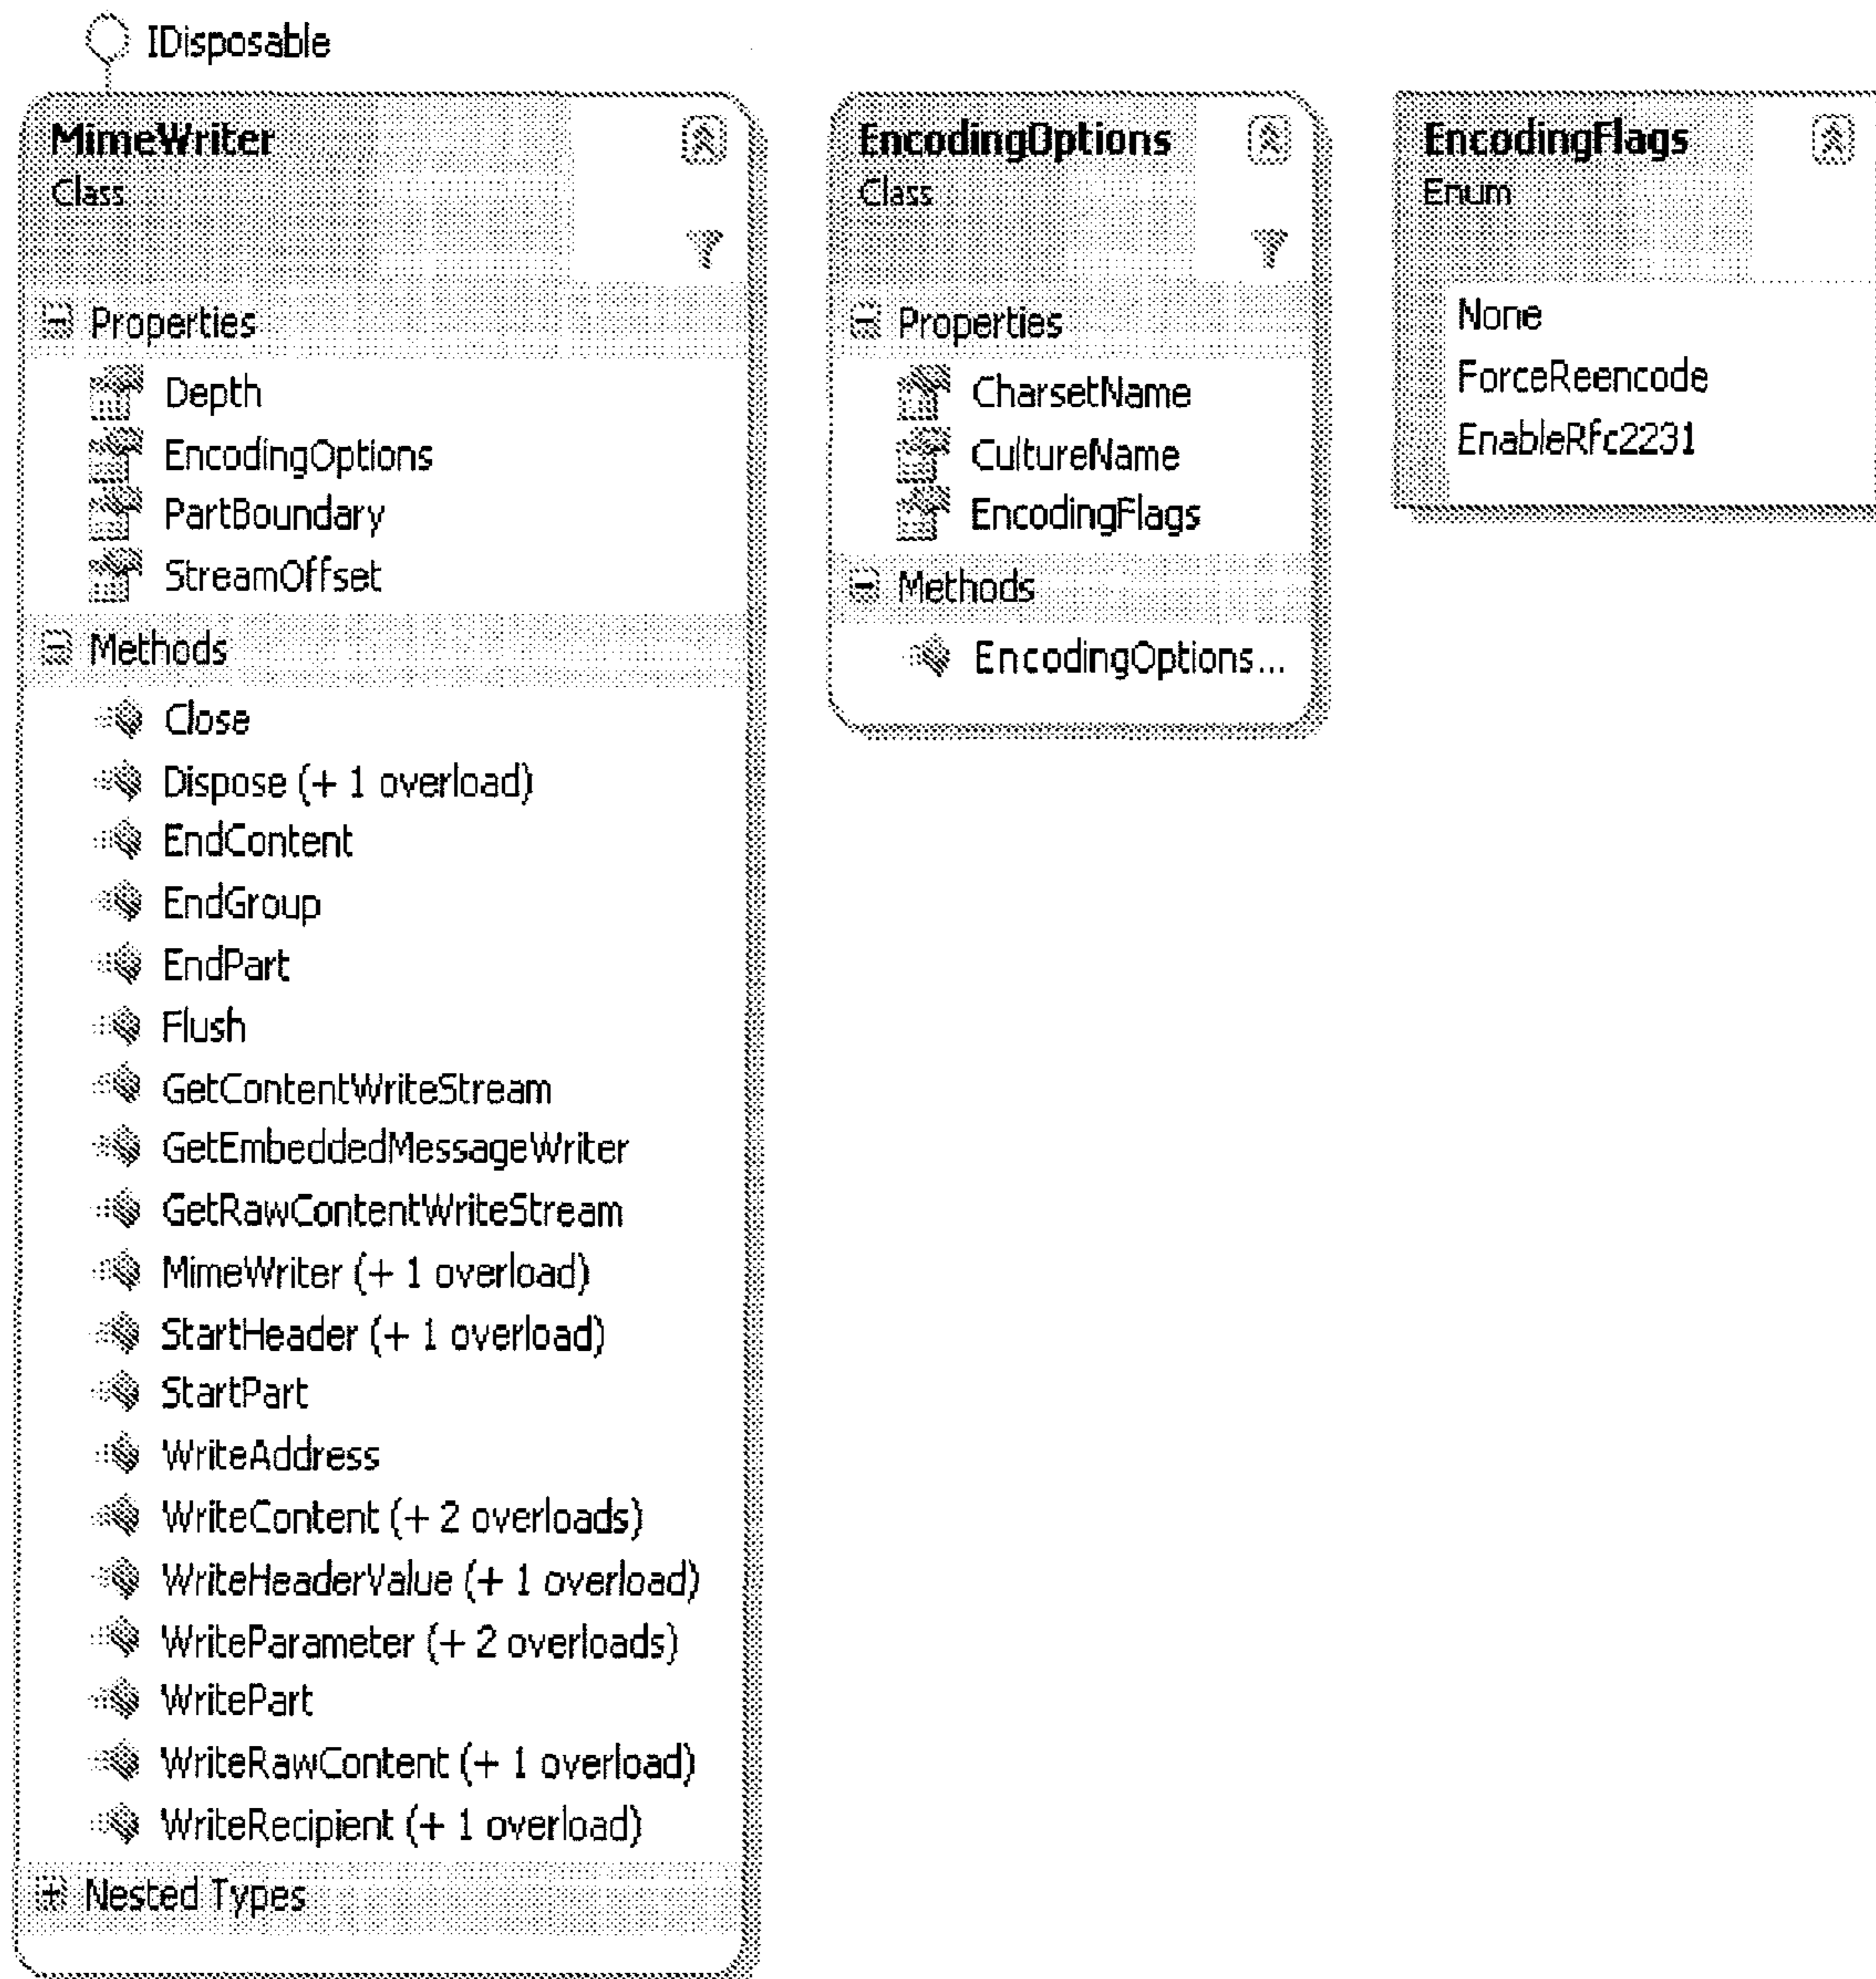 IDisposable
MimeWriter
Class
Properties
Depth
EncodingOptions
PartBoundary
StreamOffset
Methods
Close
Dispose (+ 1 overload)
EndContent
EndGroup
EndPart
Flush
GetContentWriteStream
GetEmbeddedMessageWriter
GetRawContentWriteStream
MimeWriter (+ 1 overload)
StartHeader (+ 1 overload)
StartPart
WriteAddress
WriteContent (+ 2 overloads)
WriteHeaderValue (+ 1 overload)
WriteParameter (+ 2 overloads)
WritePart
WriteRawContent (+ 1 overload)
WriteRecipient (+ 1 overload)
Nested Types
EncodingOptions
Class
Properties
CharsetName
CultureName
EncodingFlags
Methods
EncodingOptions...
EncodingFlags
Enum
None
ForceReencode
EnableRfc2231